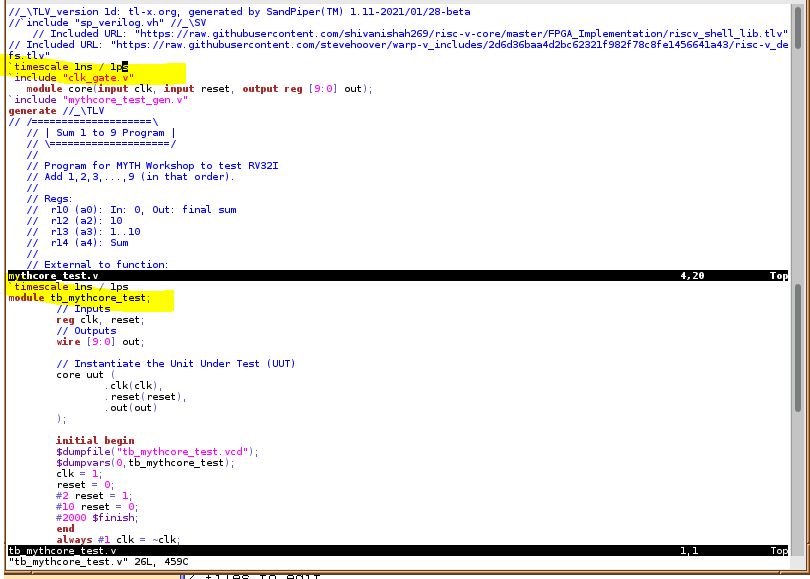 //_\TLV_version 1d: tl-x.org, generated by SandPiper(TM) 1.11-2021/01/28-beta
// include "sp_verilog.vh" //_\SV
// Included URL: "https://raw.githubusercontent.com/shivanishah269/risc-v-core/master/FPGA_Implementation/riscv_shell_lib.tlv"
// Included URL: "https://raw.githubusercontent.com/stevehoover/warp-v_includes/2d6d36baa4d2bc62321f982f78c8fe1456641a43/risc-v_de
fs.tlv"
`timescale 1ns / 1ps
`include "clk_gate.v"
module core(input clk, input reset, output reg [9:0] out);
`include "mythcore_test_gen.v"
generate //_\TLV
// /====================\
// | Sum 1 to 9 Program |
// \====================/
//
// Program for MYTH Workshop to test RV32I
// Add 1,2,3,...,9 (in that order).
//
// Regs:
//  r10 (a0): In: 0, Out: final sum
//  r12 (a2): 10
//  r13 (a3): 1..10
//  r14 (a4): Sum
//
// External to function:
mythcore_test.v 4,20 Top
`timescale 1ns / 1ps
module tb_mythcore_test;
// Inputs
reg clk, reset;
// Outputs
wire [9:0] out;
// Instantiate the Unit Under Test (UUT)
core uut (
.clk(clk),
.reset(reset),
.out(out)
);
initial begin
$dumpfile("tb_mythcore_test.vcd");
$dumpvars(0,tb_mythcore_test);
clk = 1;
reset = 0;
#2 reset = 1;
#10 reset = 0;
#2000 $finish;
end
always #1 clk = ~clk;
tb_mythcore_test.v 1,1 Top
"tb_mythcore_test.v" 26L, 459C